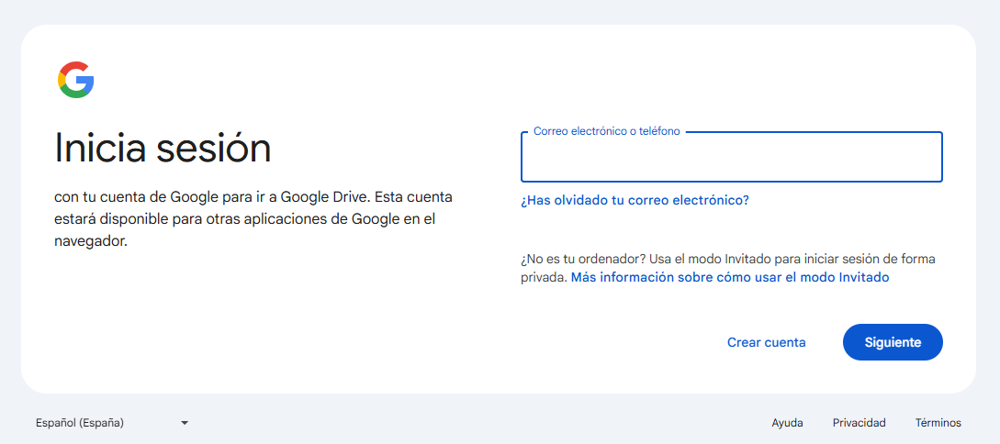 Inicia sesión
con tu cuenta de Google para ir a Google Drive. Esta cuenta
estará disponible para otras aplicaciones de Google en el
navegador.
Correo electrónico o teléfono
¿Has olvidado tu correo electrónico?
¿No es tu ordenador? Usa el modo Invitado para iniciar sesión de forma
privada. Más información sobre cómo usar el modo Invitado
Crear cuenta
Siguiente
Español (España)
Ayuda
Privacidad
Términos